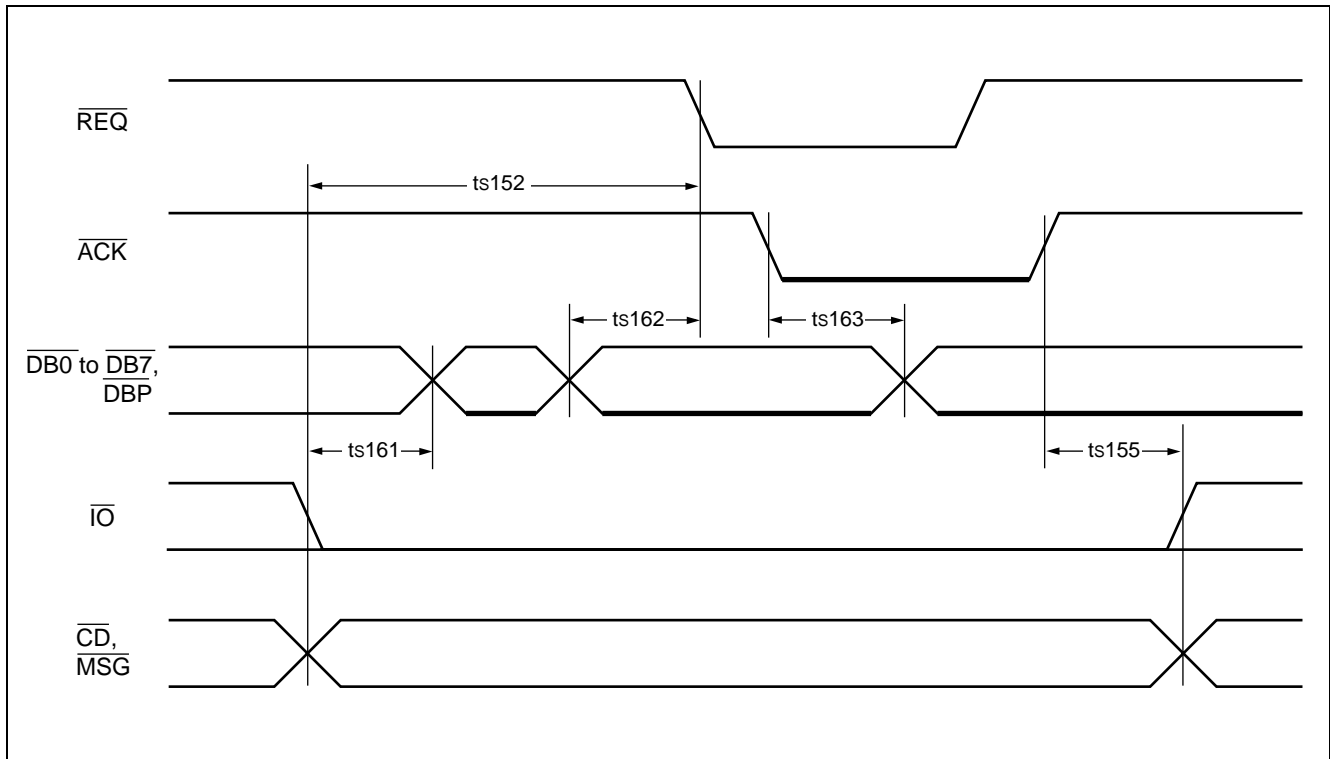 REQ
ts152
ACK
ts162
ts163
DB0 to DB7,
DBP
ts161
ts155
IO
CD,
MSG